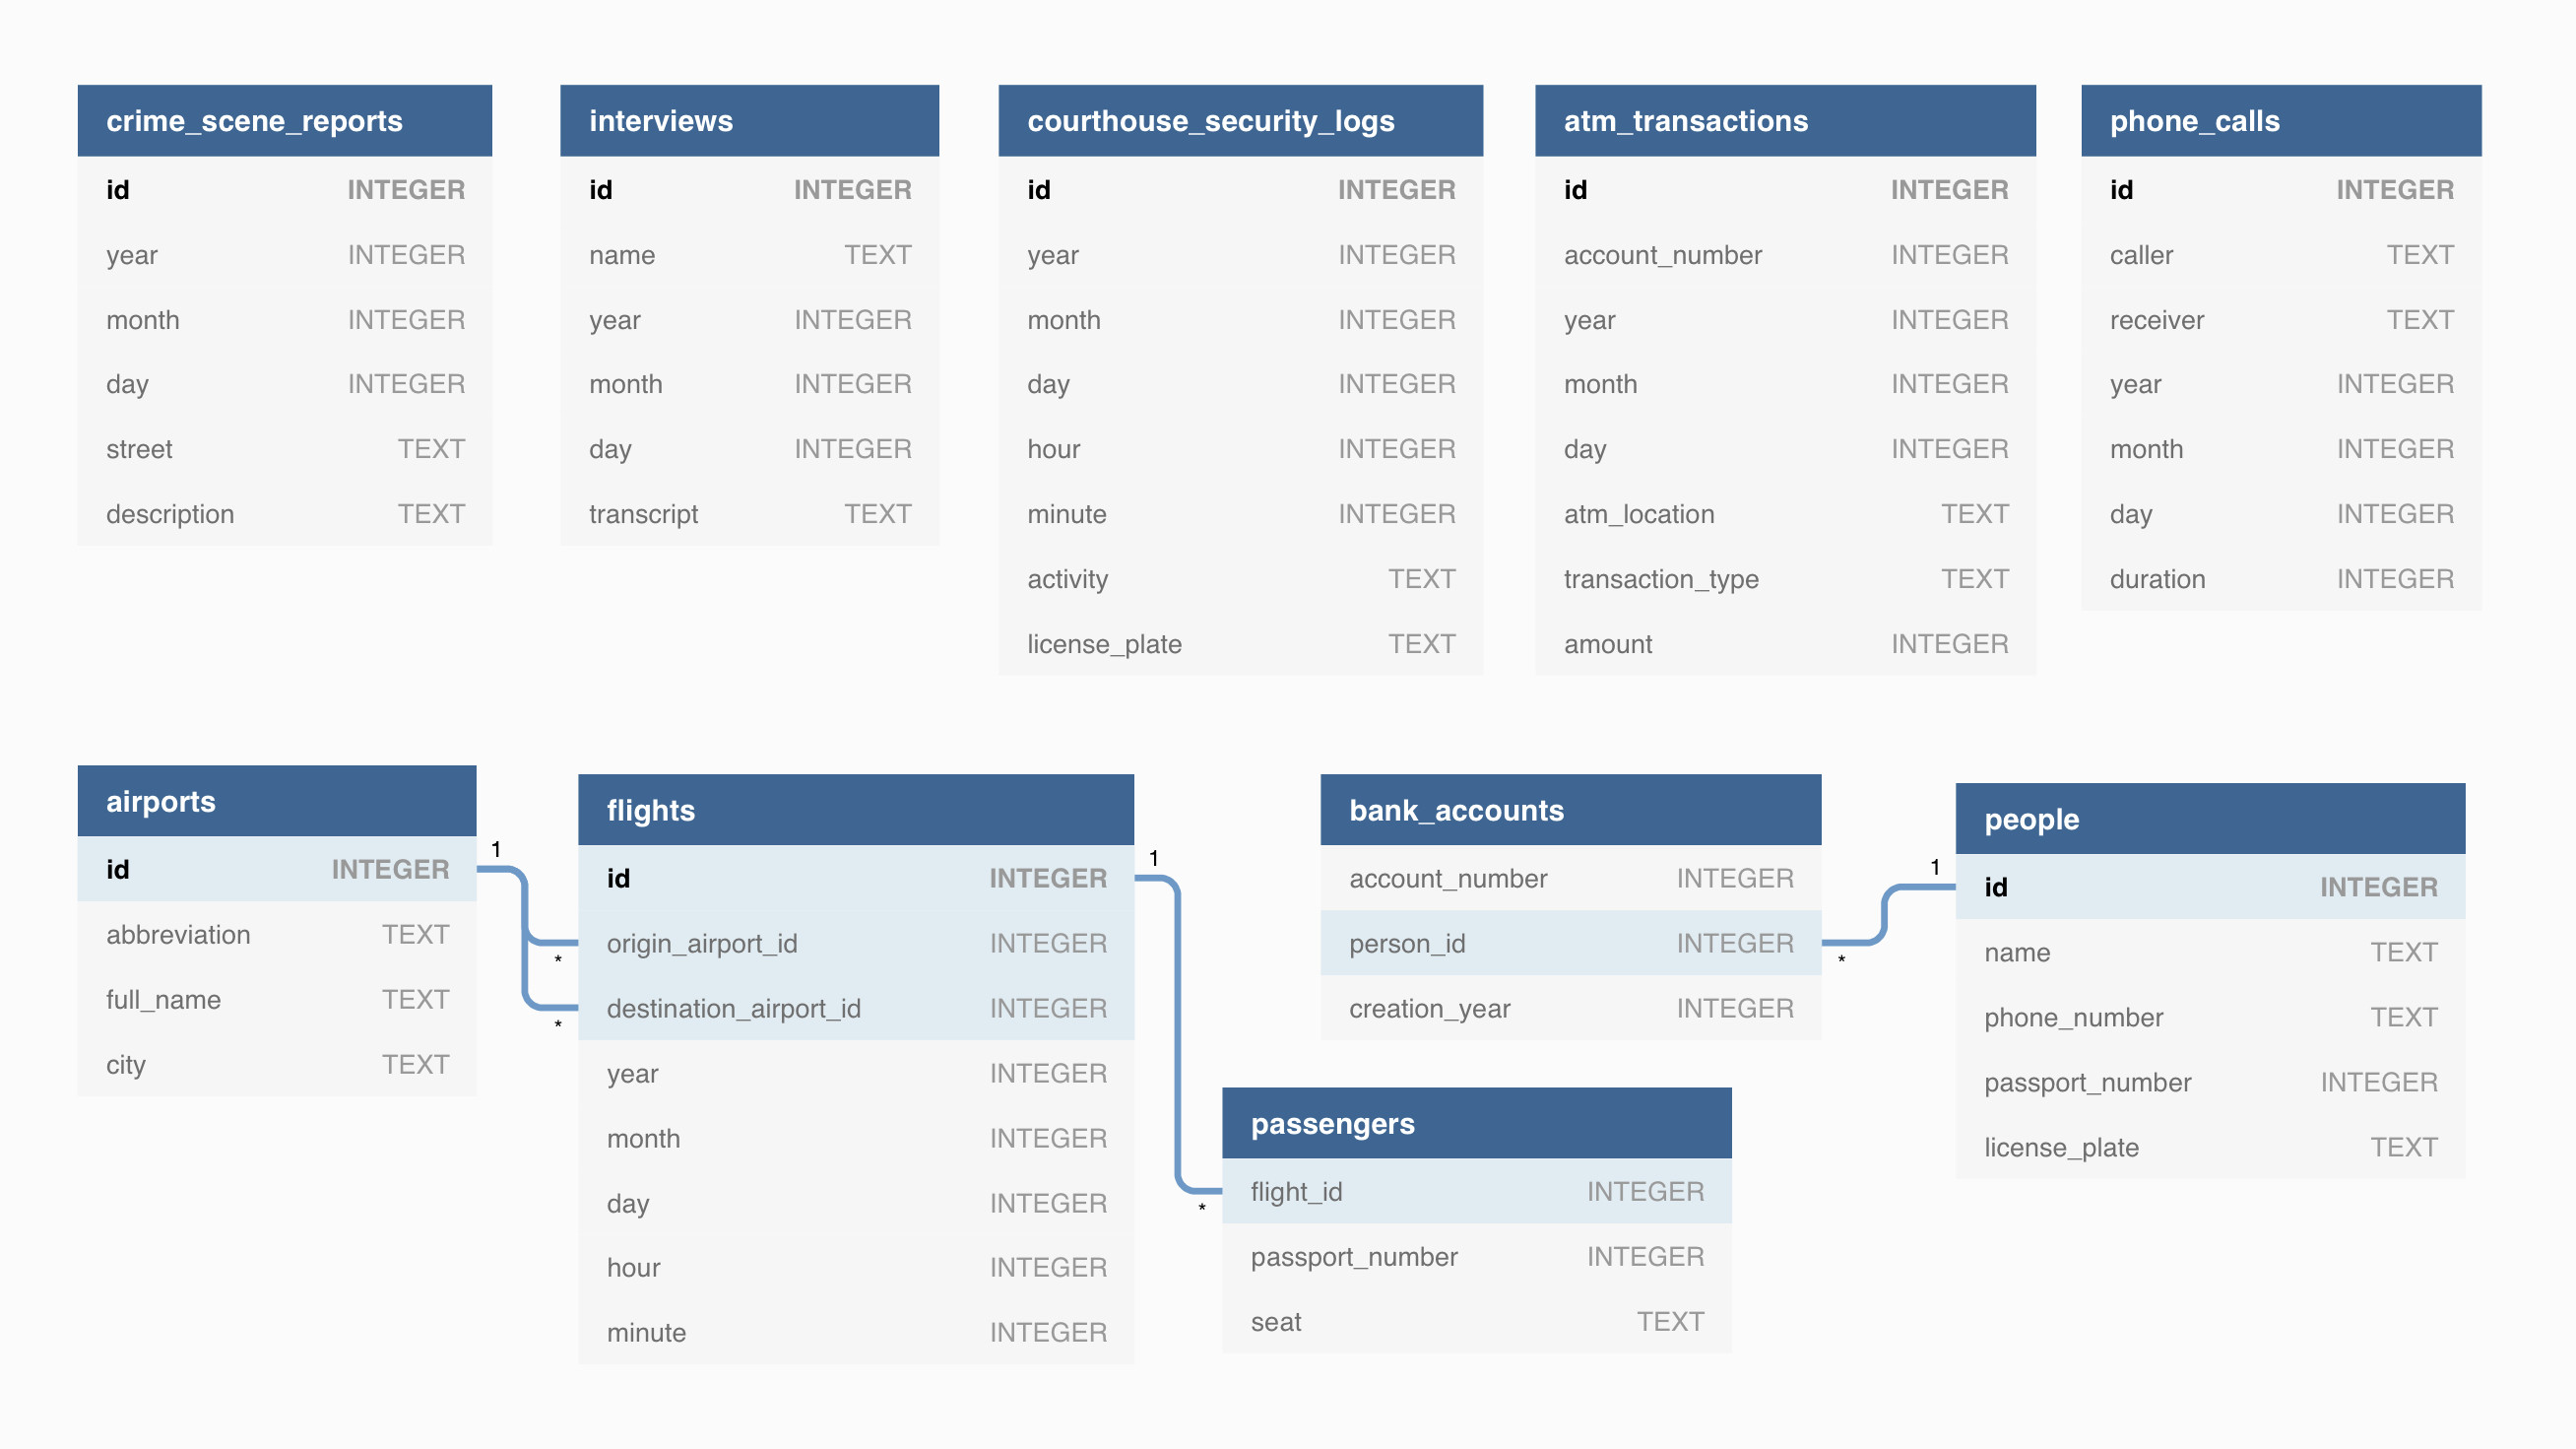 crime_scene_reports
id INTEGER
year INTEGER
month INTEGER
day INTEGER
street TEXT
description TEXT
interviews
id INTEGER
name TEXT
year INTEGER
month INTEGER
day INTEGER
transcript TEXT
courthouse_security_logs
id INTEGER
year INTEGER
month INTEGER
day INTEGER
hour INTEGER
minute INTEGER
activity TEXT
license_plate TEXT
atm_transactions
id INTEGER
account_number INTEGER
year INTEGER
month INTEGER
day INTEGER
atm_location TEXT
transaction_type TEXT
amount INTEGER
phone_calls
id INTEGER
caller TEXT
receiver TEXT
year INTEGER
month INTEGER
day INTEGER
duration INTEGER
airports
id INTEGER
abbreviation TEXT
full_name TEXT
city TEXT
1
*
*
flights
id INTEGER
origin_airport_id INTEGER
destination_airport_id INTEGER
year INTEGER
month INTEGER
day INTEGER
hour INTEGER
minute INTEGER
1
*
bank_accounts
account_number INTEGER
person_id INTEGER
creation_year INTEGER
*
1
passengers
flight_id INTEGER
passport_number INTEGER
seat TEXT
people
id INTEGER
name TEXT
phone_number TEXT
passport_number INTEGER
license_plate TEXT